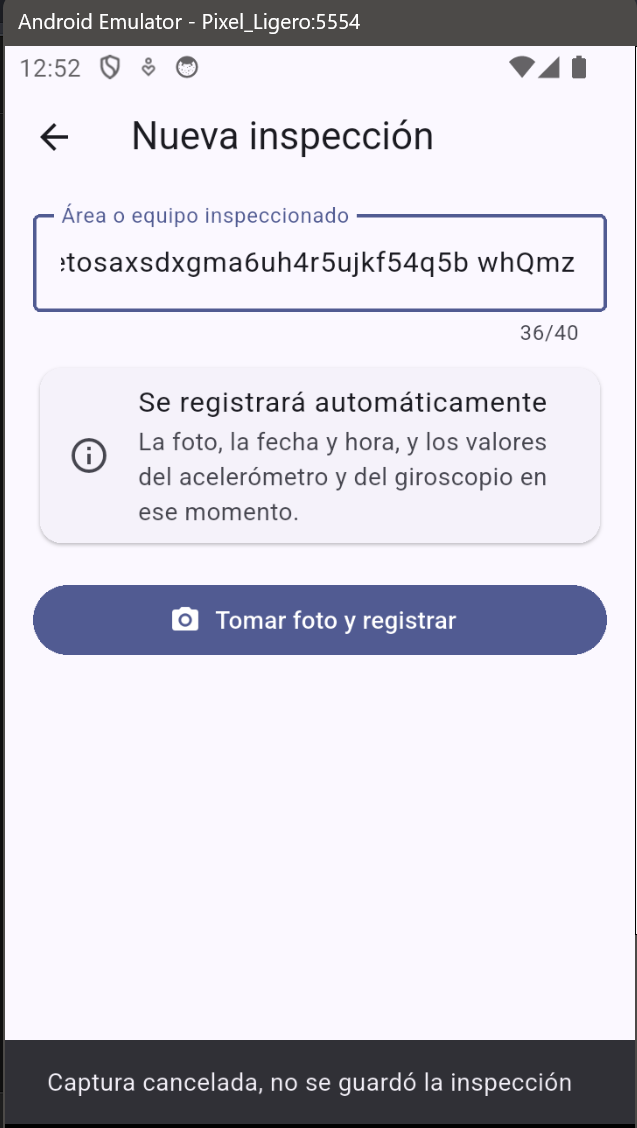 Android Emulator - Pixel_Ligero:5554
12:52
Nueva inspección
Área o equipo inspeccionado
etosaxsdxgma6uh4r5ujkf54q5b whQmz
36/40
Se registrará automáticamente
La foto, la fecha y hora, y los valores
del acelerómetro y del giroscopio en
ese momento.
Tomar foto y registrar
Captura cancelada, no se guardó la inspección